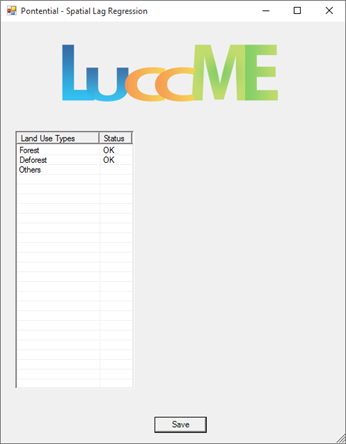 Pontential - Spatial Lag Regression
LuccME
Land Use Types Status
Forest OK
Deforest OK
Others
Save